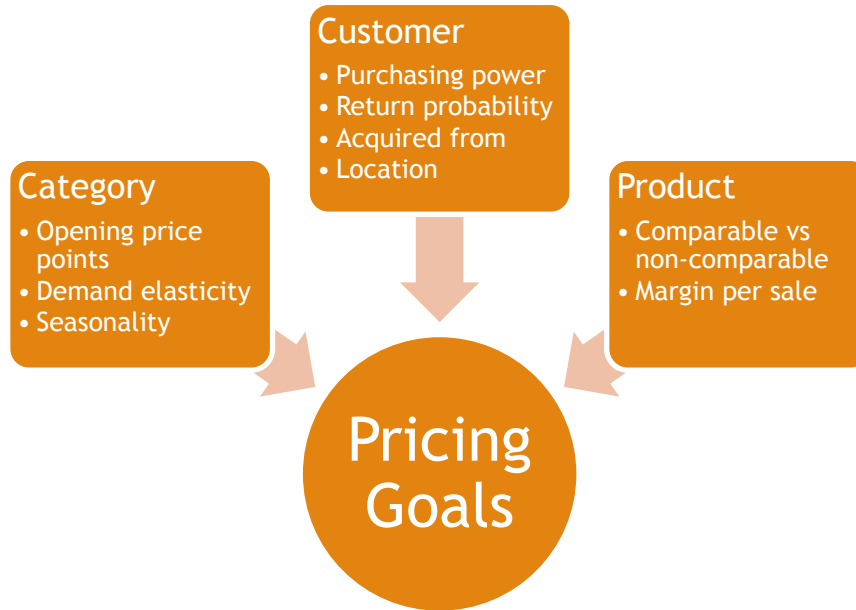 Customer
• Purchasing power
• Return probability
• Acquired from
• Location
Category
• Opening price
points
• Demand elasticity
• Seasonality
Product
• Comparable vs
non-comparable
• Margin per sale
Pricing
Goals